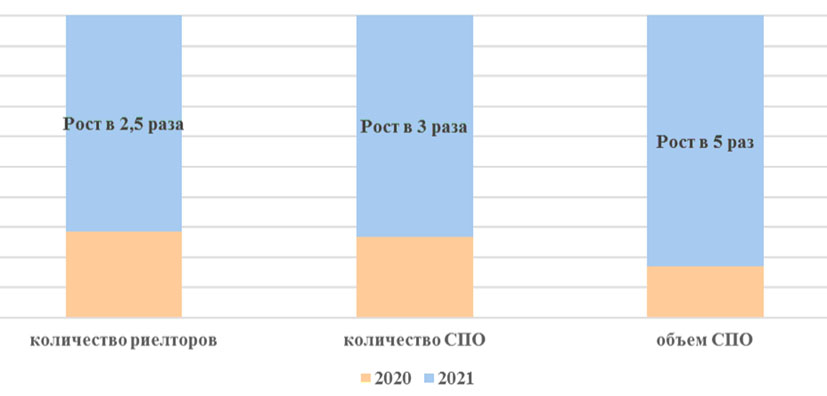 Рост в 2,5 раза
Рост в 3 раза
Рост в 5 раз
количество риелторов
количество СПО
объем СПО
2020 2021